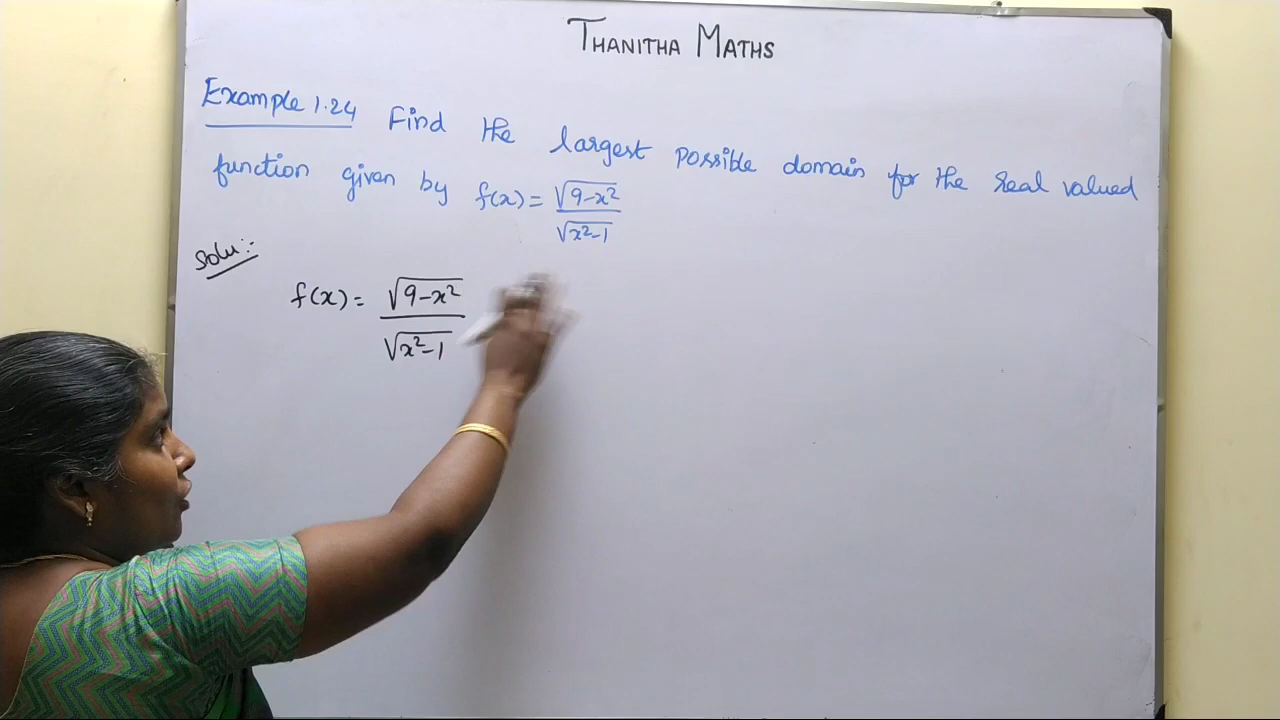 THANITHA MATHS
Example 1.24 Find the largest possible domain for the real valued
function given by f(x) = √(9-x²) / √(x²-1)
Solu:-
f(x) = √(9-x²) / √(x²-1)